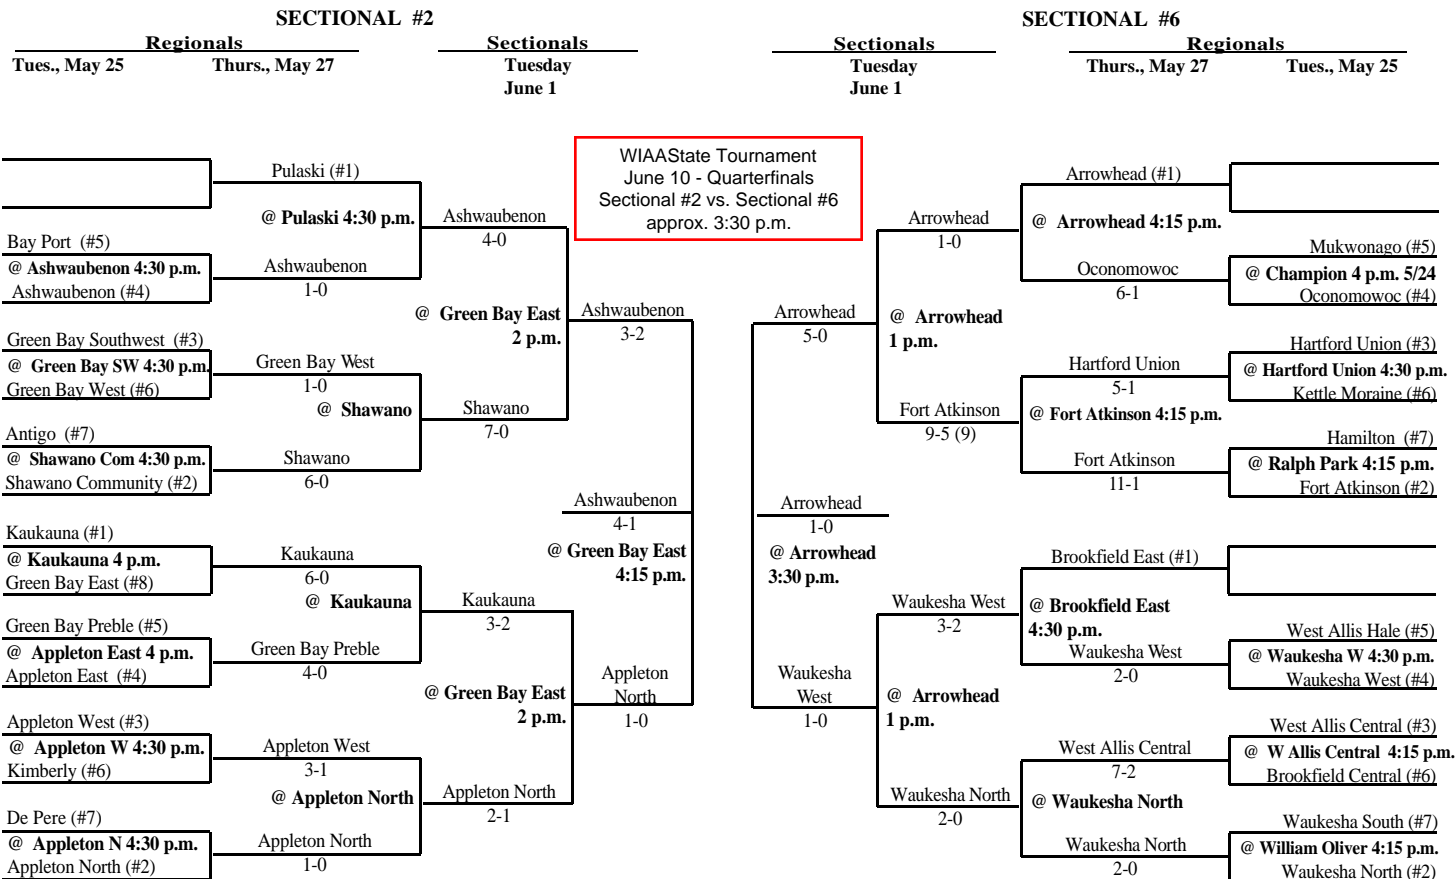 SECTIONAL #2
Regionals
Sectionals
Tues., May 25
Thurs., May 27
Tuesday
June 1
Pulaski (#1)
@ Pulaski 4:30 p.m.
Ashwaubenon
4-0
Bay Port (#5)
@ Ashwaubenon 4:30 p.m.
Ashwaubenon (#4)
Ashwaubenon
1-0
@ Green Bay East
2 p.m.
Ashwaubenon
3-2
Green Bay Southwest (#3)
@ Green Bay SW 4:30 p.m.
Green Bay West (#6)
Green Bay West
1-0
@ Shawano
Shawano
7-0
Antigo (#7)
@ Shawano Com 4:30 p.m.
Shawano Community (#2)
Shawano
6-0
Ashwaubenon
4-1
@ Green Bay East
4:15 p.m.
Kaukauna (#1)
@ Kaukauna 4 p.m.
Green Bay East (#8)
Kaukauna
6-0
@ Kaukauna
Kaukauna
3-2
Green Bay Preble (#5)
@ Appleton East 4 p.m.
Appleton East (#4)
Green Bay Preble
4-0
@ Green Bay East
2 p.m.
Appleton
North
1-0
Appleton West (#3)
@ Appleton W 4:30 p.m.
Kimberly (#6)
Appleton West
3-1
@ Appleton North
Appleton North
2-1
De Pere (#7)
@ Appleton N 4:30 p.m.
Appleton North (#2)
Appleton North
1-0
WIAAState Tournament
June 10 - Quarterfinals
Sectional #2 vs. Sectional #6
approx. 3:30 p.m.
SECTIONAL #6
Sectionals
Regionals
Tuesday
June 1
Thurs., May 27
Tues., May 25
Arrowhead (#1)
Arrowhead
1-0
@ Arrowhead 4:15 p.m.
Mukwonago (#5)
@ Champion 4 p.m. 5/24
Oconomowoc (#4)
Oconomowoc
6-1
Arrowhead
5-0
@ Arrowhead
1 p.m.
Hartford Union (#3)
@ Hartford Union 4:30 p.m.
Kettle Moraine (#6)
Hartford Union
5-1
Fort Atkinson
9-5 (9)
@ Fort Atkinson 4:15 p.m.
Hamilton (#7)
@ Ralph Park 4:15 p.m.
Fort Atkinson (#2)
Fort Atkinson
11-1
Arrowhead
1-0
@ Arrowhead
3:30 p.m.
Brookfield East (#1)
Waukesha West
3-2
@ Brookfield East
4:30 p.m.
West Allis Hale (#5)
@ Waukesha W 4:30 p.m.
Waukesha West (#4)
Waukesha West
2-0
Waukesha
West
1-0
@ Arrowhead
1 p.m.
West Allis Central (#3)
@ W Allis Central 4:15 p.m.
Brookfield Central (#6)
West Allis Central
7-2
Waukesha North
2-0
@ Waukesha North
Waukesha South (#7)
@ William Oliver 4:15 p.m.
Waukesha North (#2)
Waukesha North
2-0